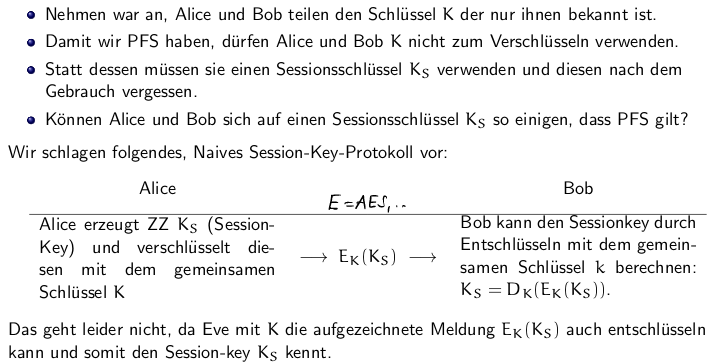 Nehmen war an, Alice und Bob teilen den Schlüssel K der nur ihnen bekannt ist.
Damit wir PFS haben, dürfen Alice und Bob K nicht zum Verschlüsseln verwenden.
Statt dessen müssen sie einen Sessionsschlüssel K_S verwenden und diesen nach dem
Gebrauch vergessen.
Können Alice und Bob sich auf einen Sessionsschlüssel K_S so einigen, dass PFS gilt?
Wir schlagen folgendes, Naives Session-Key-Protokoll vor:
Alice
E=AES, ..
Bob
Alice erzeugt ZZ K_S (Session-
Key) und verschlüsselt die-
sen mit dem gemeinsamen
Schlüssel K
⟶ E_K(K_S) ⟶
Bob kann den Sessionkey durch
Entschlüsseln mit dem gemein-
samen Schlüssel k berechnen:
K_S = D_K(E_K(K_S)).
Das geht leider nicht, da Eve mit K die aufgezeichnete Meldung E_K(K_S) auch entschlüseln
kann und somit den Session-key K_S kennt.